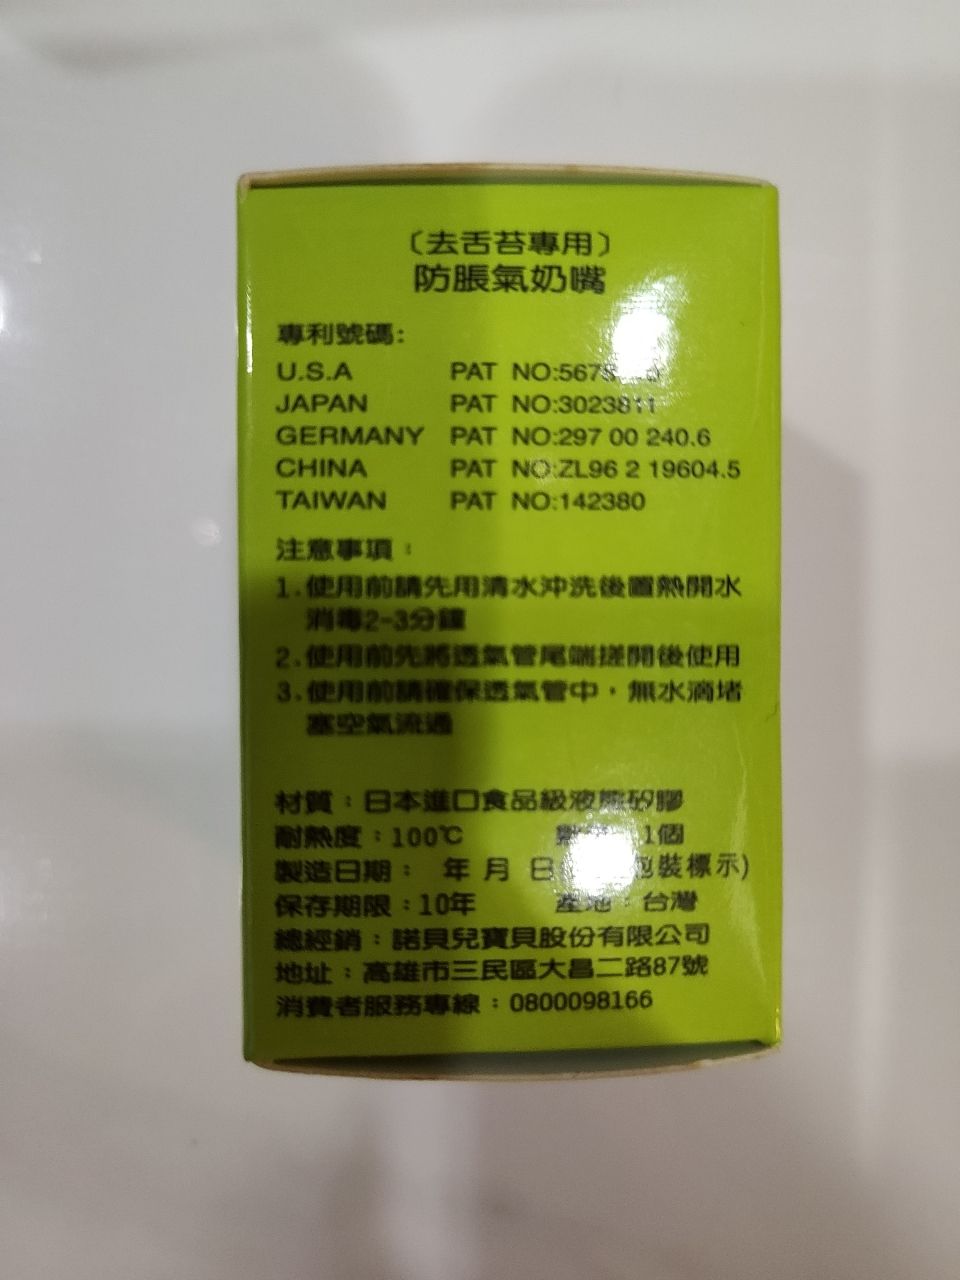 〔去舌苔專用〕
防脹氣奶嘴
專利號碼:
U.S.A PAT
JAPAN PAT NO:3023811
GERMANY PAT NO:297 00 240.6
CHINA PAT NO:ZL96 2 19604.5
TAIWAN PAT NO:142380
注意事項：
1.使用前請先用清水沖洗後置熱開水
消毒2-3分鐘
2.使用前先將透氣管尾端搓開後使用
3.使用前請確保透氣管中，無水滴堵
塞空氣流通
材質：日本進口食品級液態矽膠
耐熱度：100℃ 1個
製造日期： 年 月 日 包裝標示)
保存期限：10年 產地：台灣
總經銷：諾貝兒寶貝股份有限公司
地址：高雄市三民區大昌二路87號
消費者服務專線：0800098166